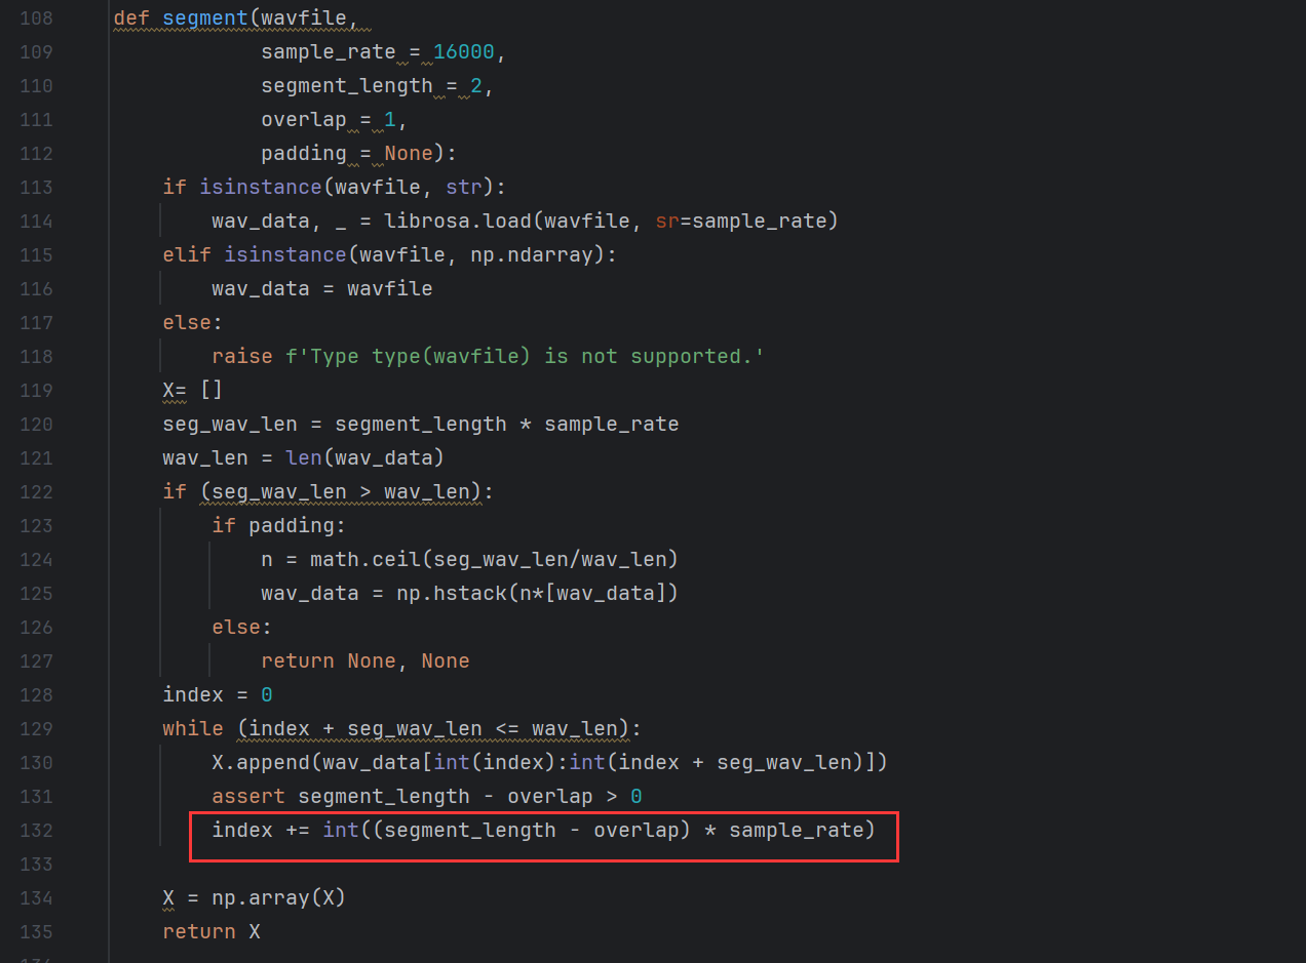 108 def segment(wavfile,
109 sample_rate = 16000,
110 segment_length = 2,
111 overlap = 1,
112 padding = None):
113 if isinstance(wavfile, str):
114 wav_data, _ = librosa.load(wavfile, sr=sample_rate)
115 elif isinstance(wavfile, np.ndarray):
116 wav_data = wavfile
117 else:
118 raise f'Type type(wavfile) is not supported.'
119 X= []
120 seg_wav_len = segment_length * sample_rate
121 wav_len = len(wav_data)
122 if (seg_wav_len > wav_len):
123 if padding:
124 n = math.ceil(seg_wav_len/wav_len)
125 wav_data = np.hstack(n*[wav_data])
126 else:
127 return None, None
128 index = 0
129 while (index + seg_wav_len <= wav_len):
130 X.append(wav_data[int(index):int(index + seg_wav_len)])
131 assert segment_length - overlap > 0
132 index += int((segment_length - overlap) * sample_rate)
133
134 X = np.array(X)
135 return X